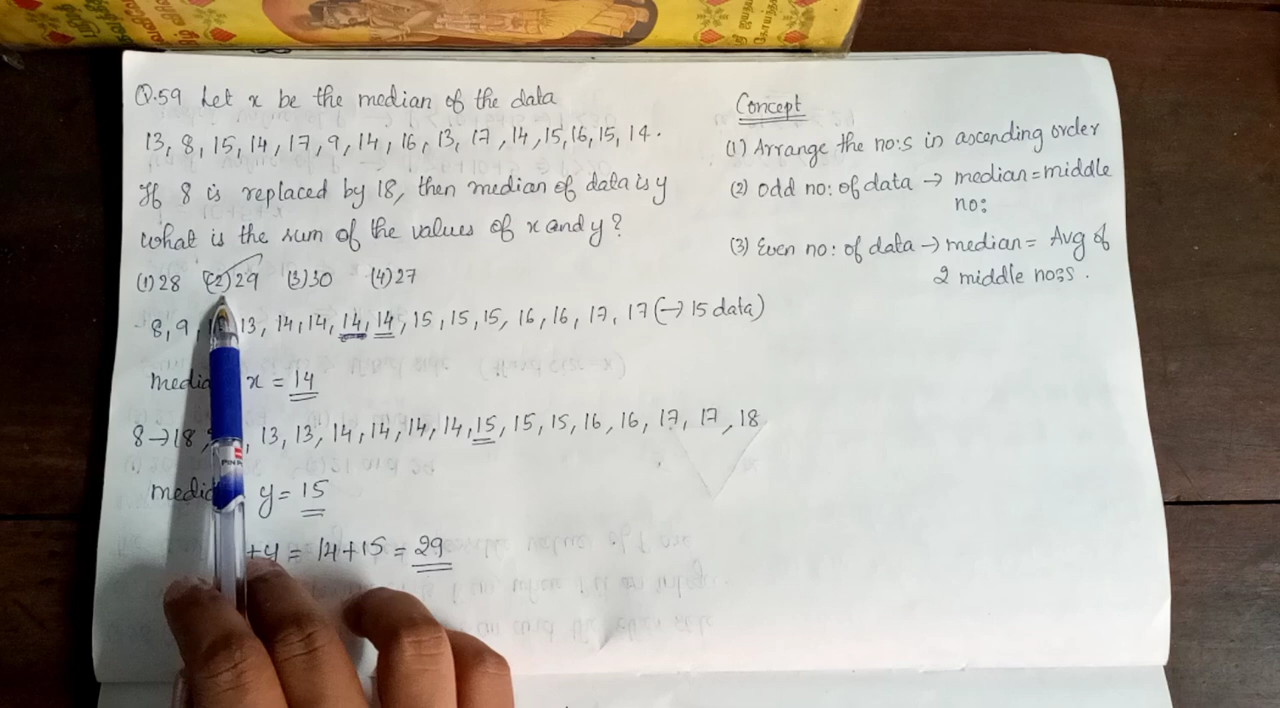 Q.59 Let x be the median of the data
13, 8, 15, 14, 17, 9, 14, 16, 13, 17, 14, 15, 16, 15, 14.
If 8 is replaced by 18, then median of data is y
what is the sum of the values of x and y?
(1) 28 (2) 29 (3) 30 (4) 27
8, 9, 13, 14, 14, 14, 14, 15, 15, 15, 16, 16, 17, 17 (→ 15 data)
x = 14
8→18, 13, 13, 14, 14, 14, 14, 15, 15, 15, 16, 16, 17, 17, 18
y = 15
+y = 14+15 = 29
Concept
(1) Arrange the no:s in ascending order
(2) Odd no: of data → median = middle
no:
(3) Even no: of data → median = Avg of
2 middle no:s.